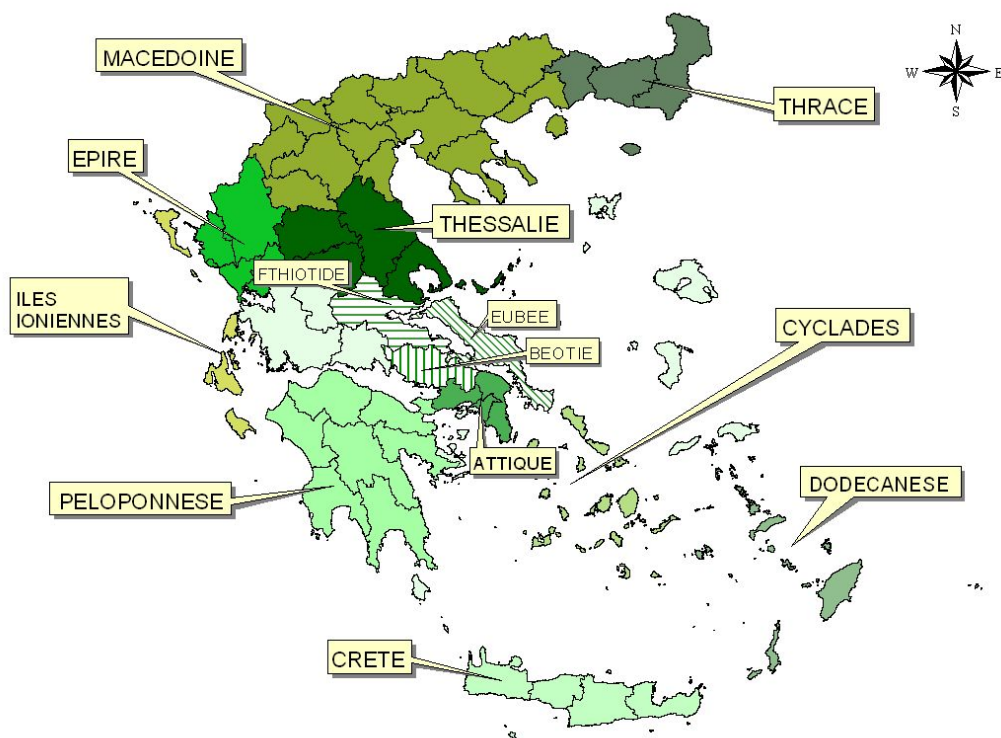 N
W E
S
MACEDOINE
THRACE
EPIRE
THESSALIE
FTHIOTIDE
ILES
IONIENNES
EUBEE
CYCLADES
BEOTIE
ATTIQUE
PELOPONNESE
DODECANESE
CRETE